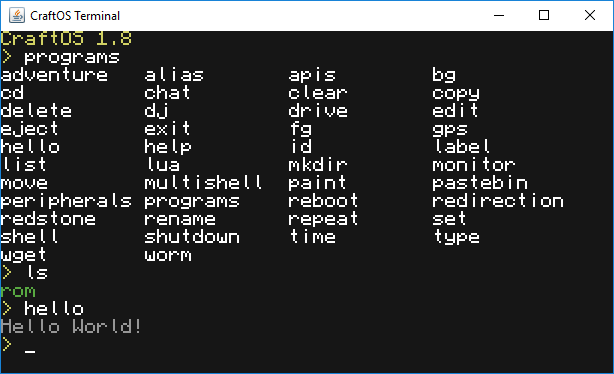 CraftOS Terminal
CraftOS 1.8
> programs
adventure alias apis bg
cd chat clear copy
delete dj drive edit
eject exit fg gps
hello help id label
list lua mkdir monitor
move multishell paint pastebin
peripherals programs reboot redirection
redstone rename repeat set
shell shutdown time type
wget worm
> ls
rom
> hello
Hello World!
> _